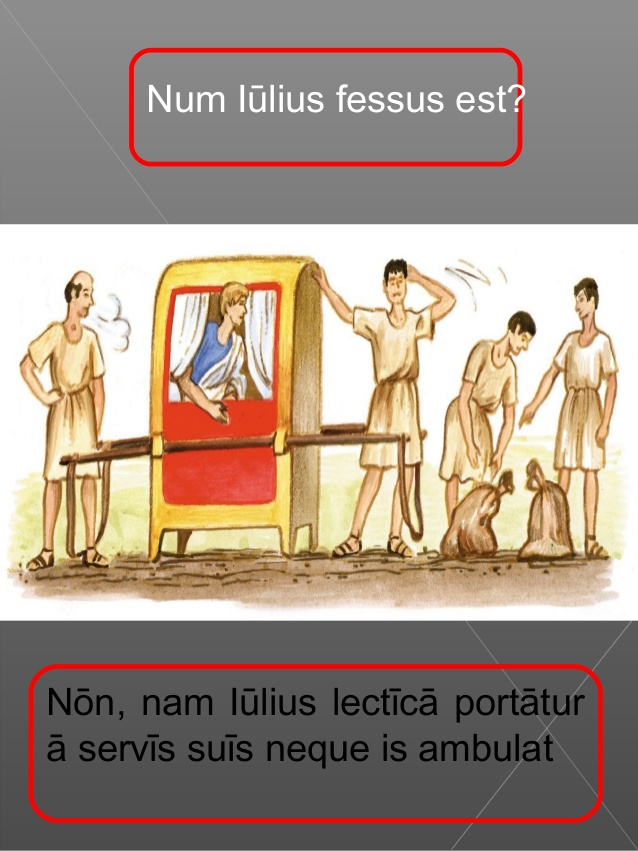 Num Iūlius fessus est?
Nōn, nam Iūlius lectīcā portātur
ā servīs suīs neque is ambulat